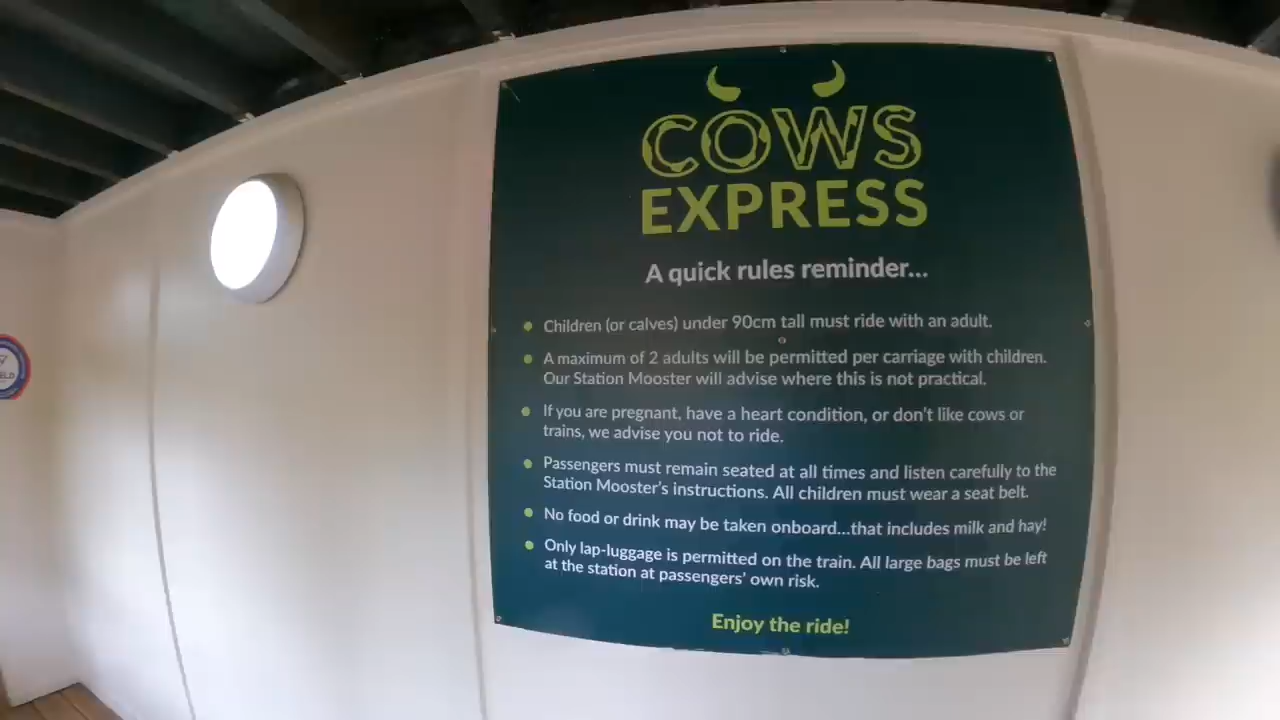 COWS
EXPRESS
A quick rules reminder...
Children (or calves) under 90cm tall must ride with an adult.
A maximum of 2 adults will be permitted per carriage with children.
Our Station Mooster will advise where this is not practical.
If you are pregnant, have a heart condition, or don't like cows or
trains, we advise you not to ride.
Passengers must remain seated at all times and listen carefully to the
Station Mooster's instructions. All children must wear a seat belt.
No food or drink may be taken onboard...that includes milk and hay!
Only lap-luggage is permitted on the train. All large bags must be left
at the station at passengers' own risk.
Enjoy the ride!